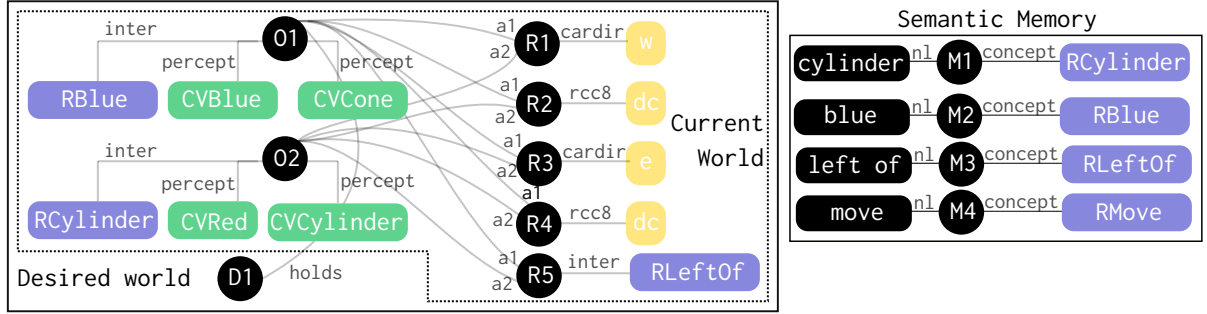 inter
O1
percept
percept
RBlue
CVBlue
CVCone
inter
O2
percept
percept
RCylinder
CVRed
CVCylinder
Desired world
D1
holds
a1
a2
R1
cardir
w
a1
a2
R2
rcc8
dc
a1
a2
R3
cardir
e
a1
a2
R4
rcc8
dc
a1
a2
R5
inter
RLeftOf
Current
World
Semantic Memory
cylinder nl M1 concept RCylinder
blue nl M2 concept RBlue
left of nl M3 concept RLeftOf
move nl M4 concept RMove